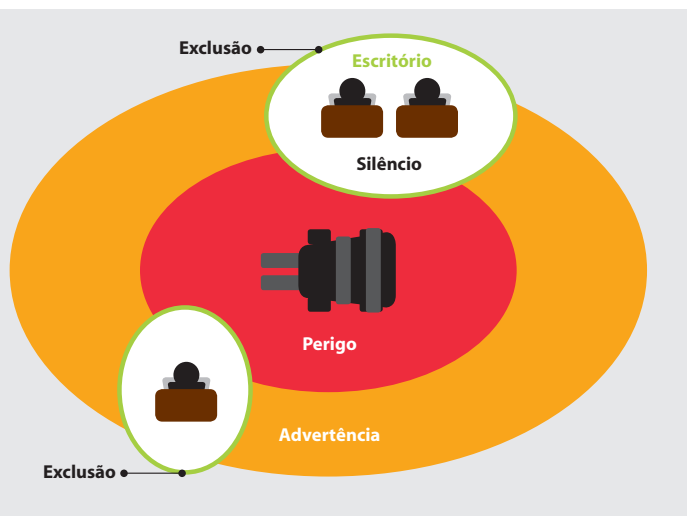 Exclusão
Escritório
Silêncio
Perigo
Advertência
Exclusão